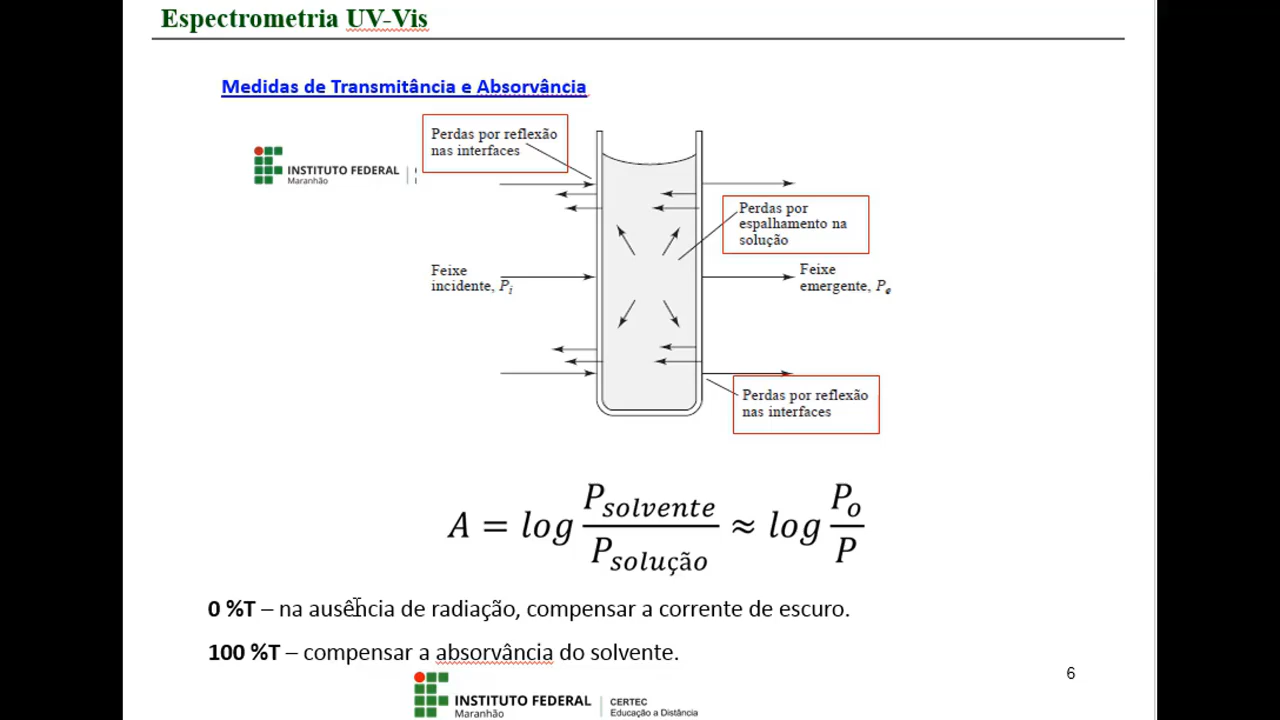 Espectrometria UV-Vis
Medidas de Transmitância e Absorvância
Perdas por reflexão
nas interfaces
INSTITUTO FEDERAL
Maranhão
Perdas por
espalhamento na
solução
Feixe
incidente, Pi
Feixe
emergente, Pe
Perdas por reflexão
nas interfaces
A = log Psolvente / Psolução ≈ log Po / P
0 %T – na ausência de radiação, compensar a corrente de escuro.
100 %T – compensar a absorvância do solvente.
6
INSTITUTO FEDERAL
Maranhão
CERTEC
Educação a Distância